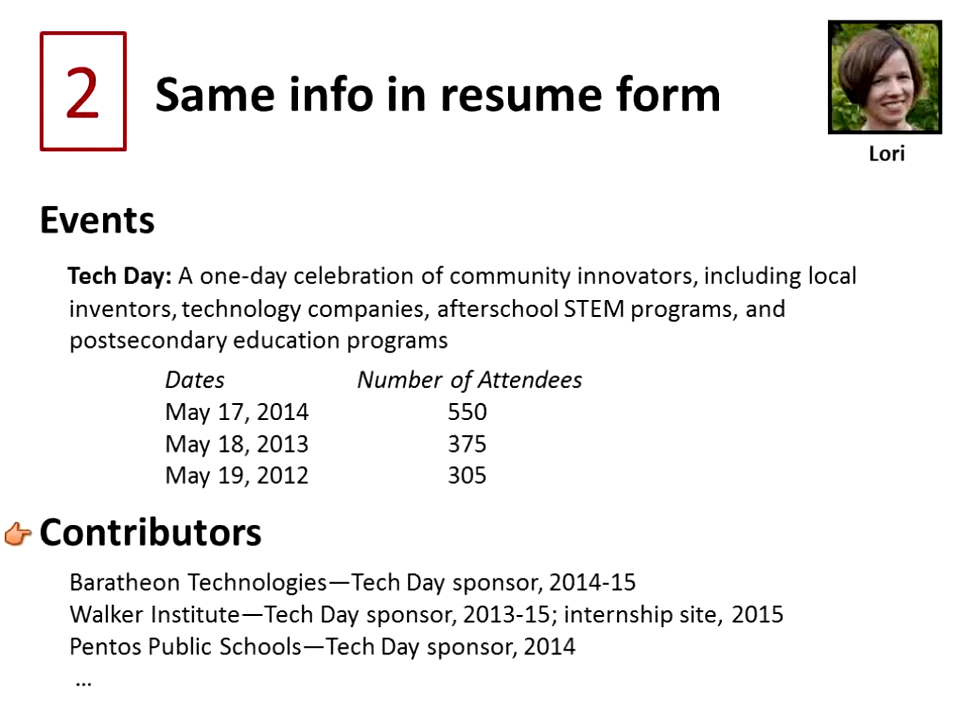 2
Same info in resume form
Lori
Events
Tech Day: A one-day celebration of community innovators, including local
inventors, technology companies, afterschool STEM programs, and
postsecondary education programs
Dates Number of Attendees
May 17, 2014 550
May 18, 2013 375
May 19, 2012 305
Contributors
Baratheon Technologies—Tech Day sponsor, 2014-15
Walker Institute—Tech Day sponsor, 2013-15; internship site, 2015
Pentos Public Schools—Tech Day sponsor, 2014
…